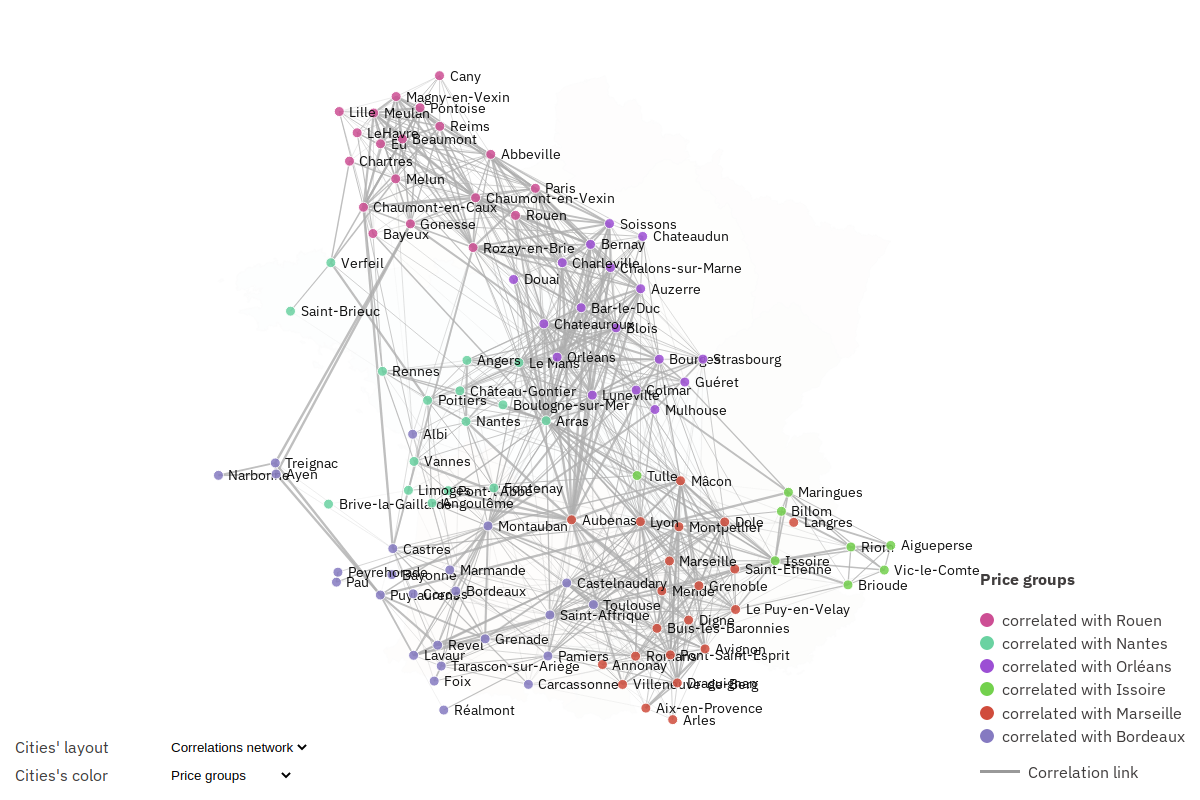 Cany
Magny-en-Vexin
Pontoise
Lille
Meulan
Reims
LeHavre
Beaumont
Eu
Abbeville
Chartres
Melun
Paris
Chaumont-en-Vexin
Chaumont-en-Caux
Rouen
Gonesse
Soissons
Bayeux
Chateaudun
Bernay
Rozay-en-Brie
Verfeil
Charleville
Chalons-sur-Marne
Douai
Auzerre
Saint-Brieuc
Bar-le-Duc
Chateauroux
Blois
Orléans
Angers
Le Mans
Bourges
Strasbourg
Rennes
Guéret
Château-Gontier
Colmar
Luneville
Poitiers
Boulogne-sur-Mer
Mulhouse
Nantes
Arras
Albi
Vannes
Treignac
Narbonne
Ayen
Tulle
Mâcon
Limoges
Pont-l'Abbé
Fontenay
Maringues
Brive-la-Gaillarde
Angoulême
Billom
Montauban
Aubenas
Lyon
Montpellier
Dole
Langres
Castres
Riom
Aigueperse
Marseille
Issoire
Saint-Etienne
Vic-le-Comte
Peyrehorade
Bayonne
Marmande
Pau
Castelnaudary
Grenoble
Brioude
Puylaurens
Bordeaux
Mende
Toulouse
Saint-Affrique
Le Puy-en-Velay
Digne
Buis-les-Baronnies
Grenade
Revel
Lavaur
Tarascon-sur-Ariège
Pamiers
Romans
Pont-Saint-Esprit
Avignon
Annonay
Foix
Carcassonne
Villeneuve-de-Berg
Draguignan
Réalmont
Aix-en-Provence
Arles
Price groups
correlated with Rouen
correlated with Nantes
correlated with Orléans
correlated with Issoire
correlated with Marseille
correlated with Bordeaux
Correlation link
Cities' layout
Correlations network
Cities's color
Price groups